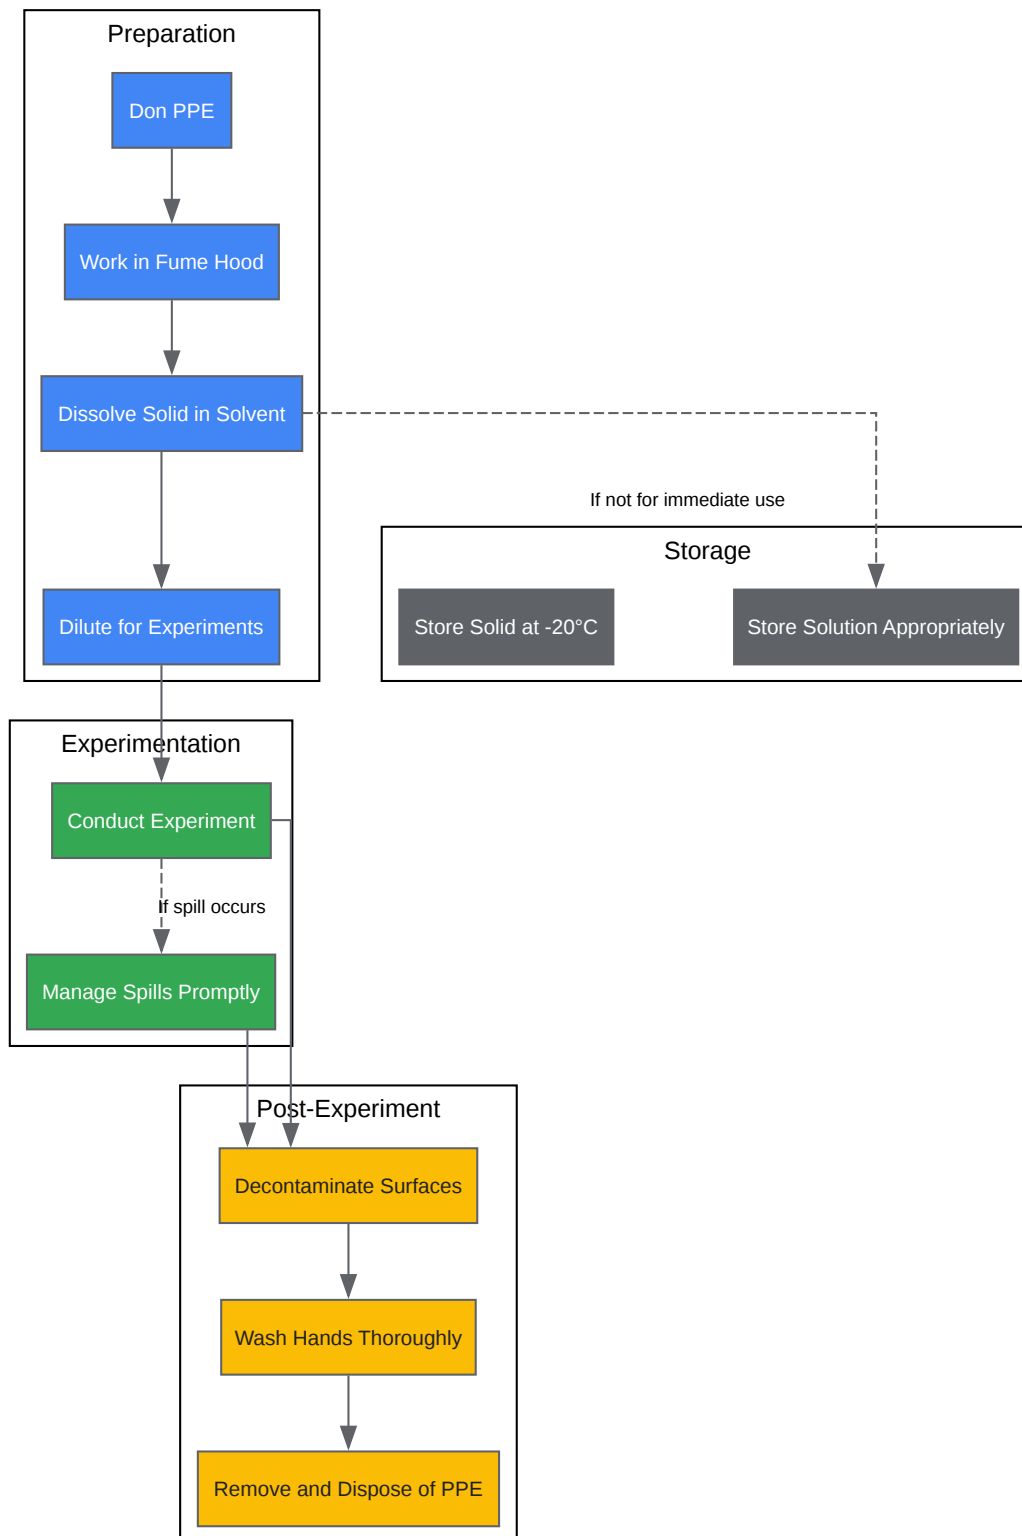 Preparation
Don PPE
Work in Fume Hood
Dissolve Solid in Solvent
If not for immediate use
Storage
Dilute for Experiments
Store Solid at -20°C
Store Solution Appropriately
Experimentation
Conduct Experiment
If spill occurs
Manage Spills Promptly
Post-Experiment
Decontaminate Surfaces
Wash Hands Thoroughly
Remove and Dispose of PPE